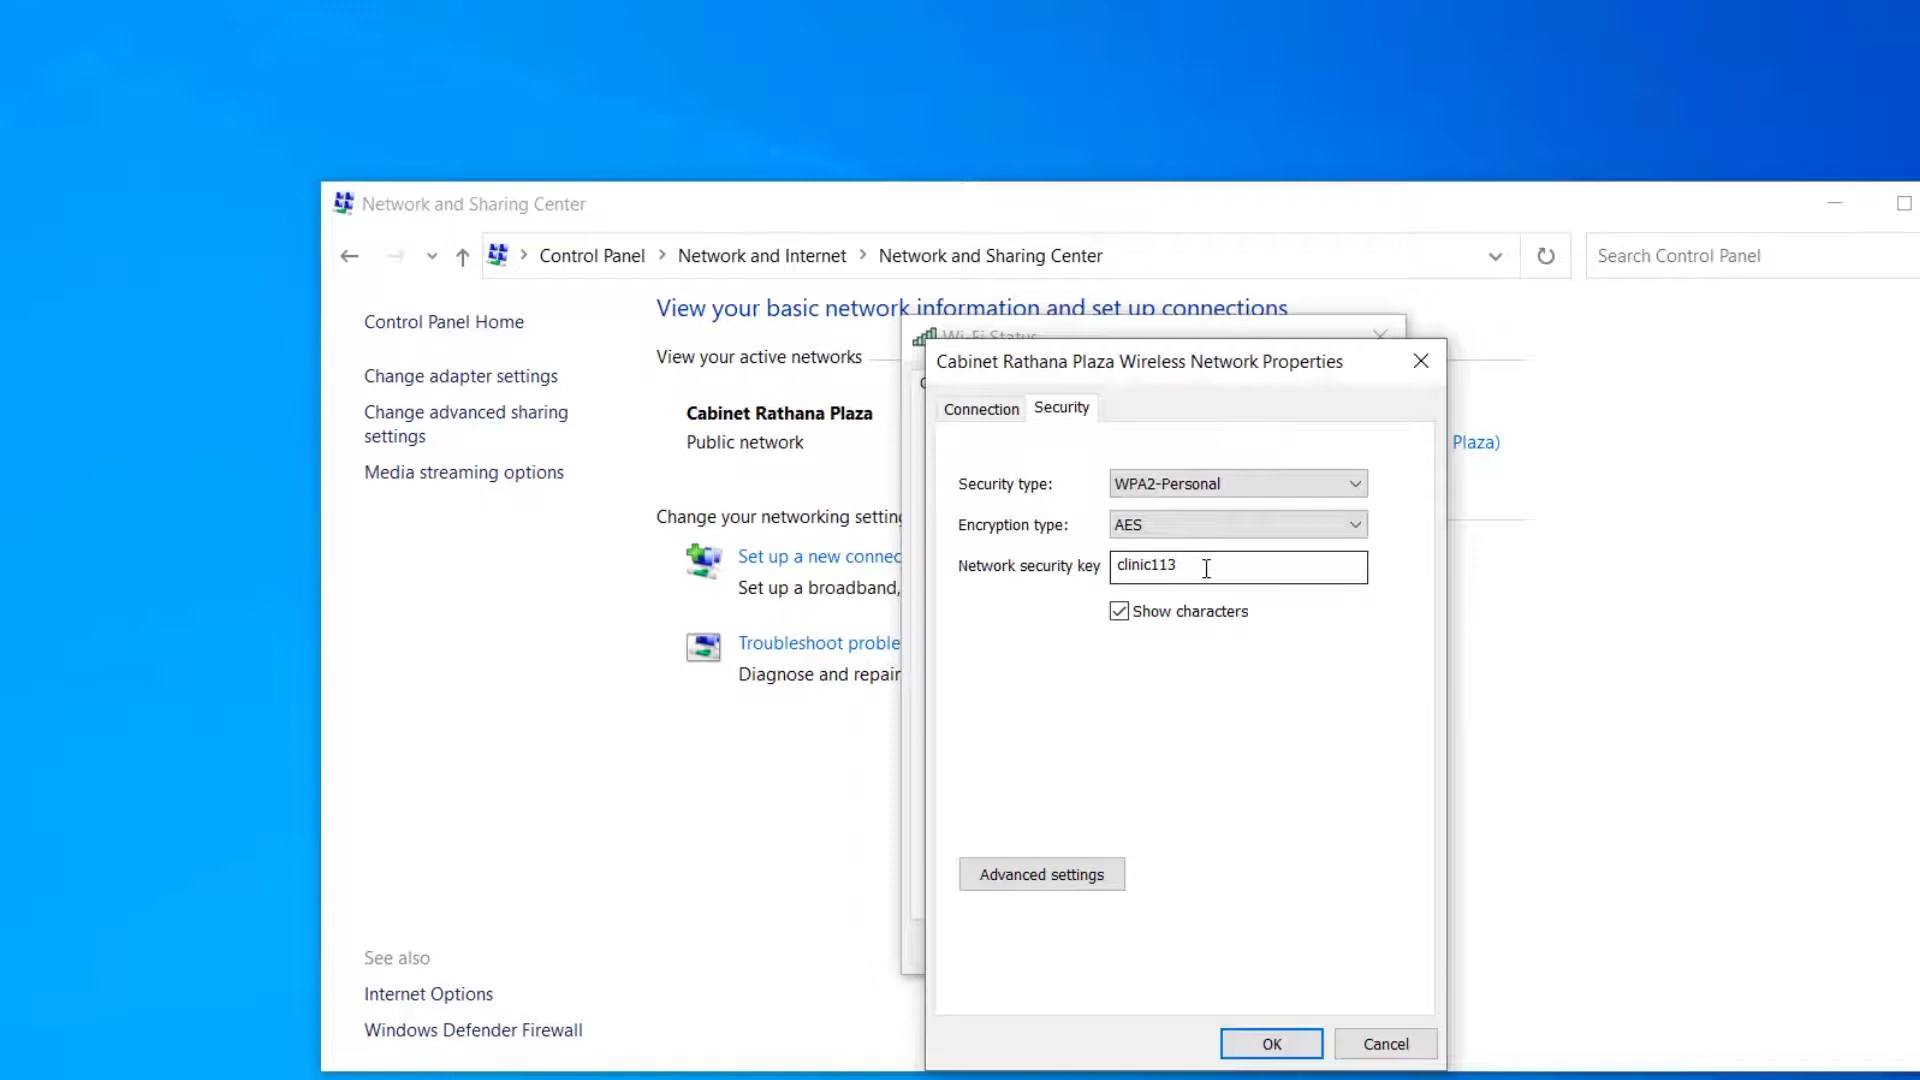 Network and Sharing Center
Control Panel
Network and Internet
Network and Sharing Center
Search Control Panel
Control Panel Home
Change adapter settings
Change advanced sharing
settings
Media streaming options
View your basic network information and set up connections
View your active networks
Cabinet Rathana Plaza
Public network
Plaza)
Change your networking settin
Set up a new connec
Set up a broadband,
Troubleshoot proble
Diagnose and repair
Wi-Fi Status
Cabinet Rathana Plaza Wireless Network Properties
Connection
Security
Security type:
WPA2-Personal
Encryption type:
AES
Network security key
clinic113
Show characters
Advanced settings
OK
Cancel
See also
Internet Options
Windows Defender Firewall